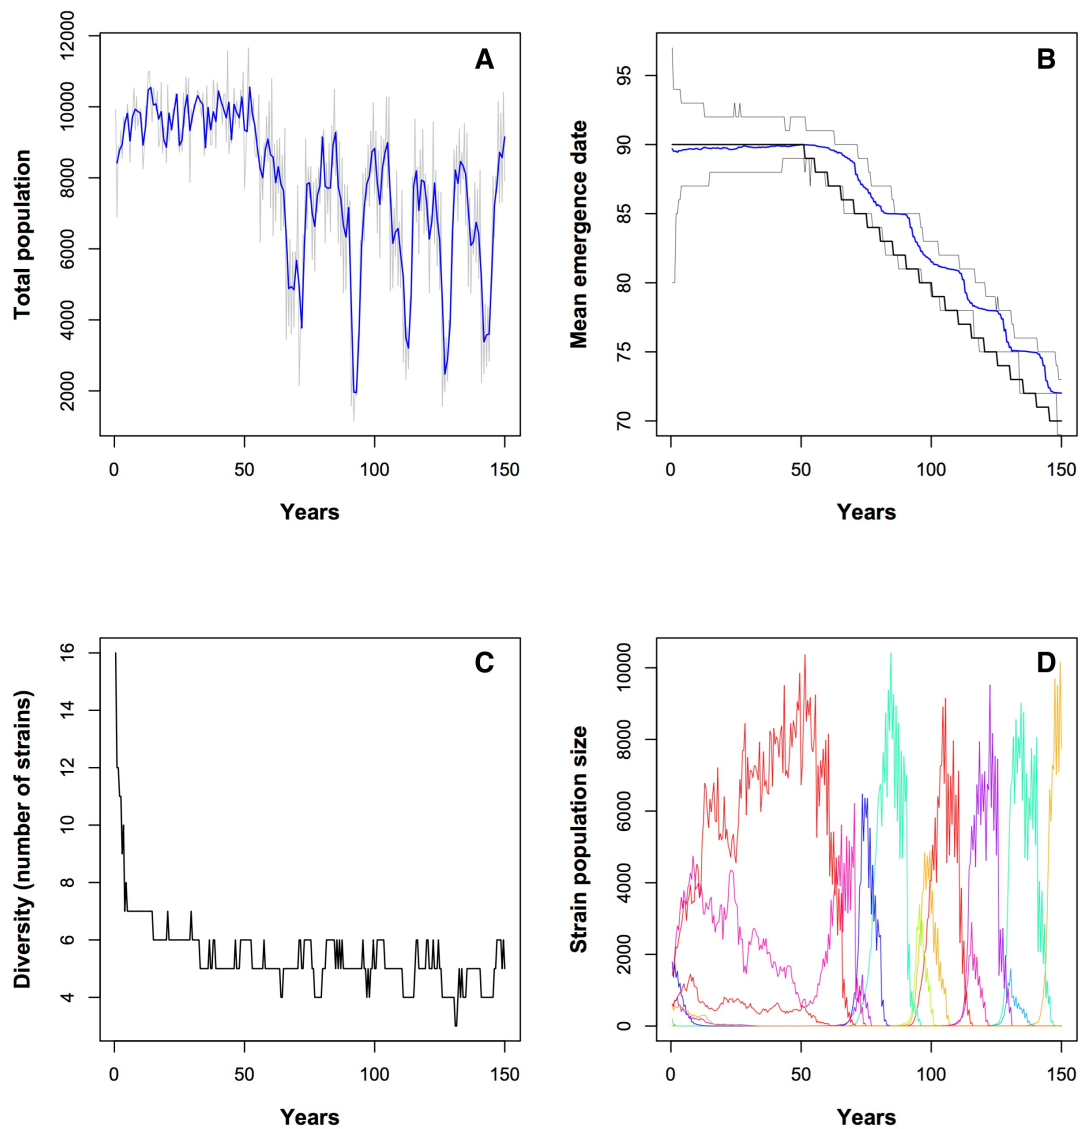 A
Total population
12000
10000
8000
6000
4000
2000
0 50 100 150
Years
B
Mean emergence date
95
90
85
80
75
70
0 50 100 150
Years
C
Diversity (number of strains)
16
14
12
10
8
6
4
0 50 100 150
Years
D
Strain population size
10000
8000
6000
4000
2000
0
0 50 100 150
Years